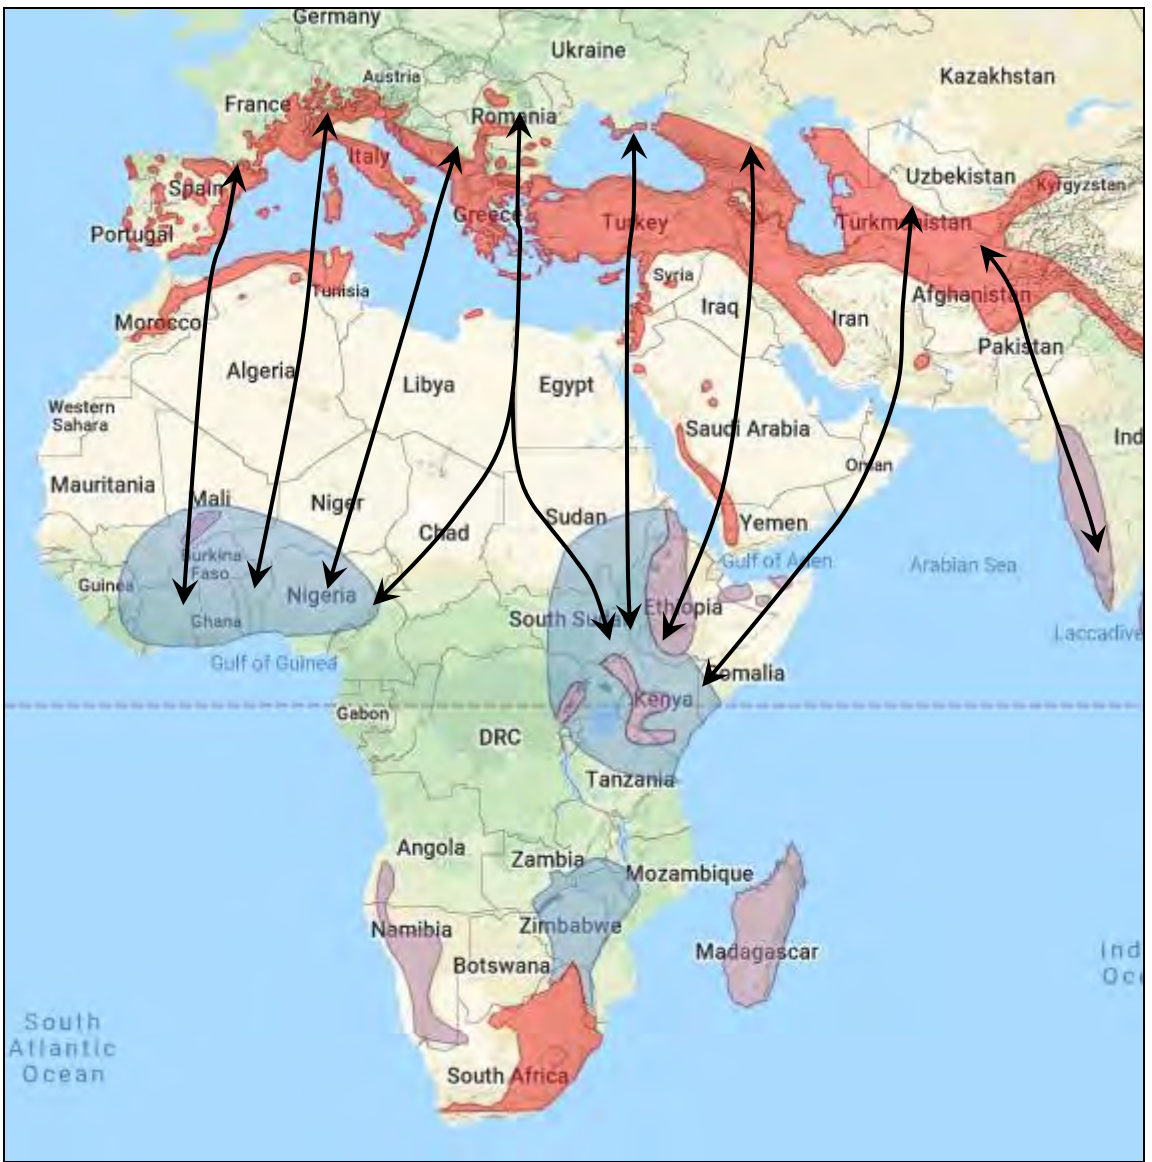 Germany
Ukraine
Austria
Kazakhstan
France
Romania
Italy
Uzbekistan
Kyrgyzstan
Spain
Portugal
Greece
Turkey
Turkmenistan
Syria
Tunisia
Afghanistan
Iraq
Iran
Morocco
Pakistan
Algeria
Libya
Egypt
Western
Sahara
Saudi Arabia
Ind
Oman
Mauritania
Mali
Niger
Chad
Sudan
Yemen
Burkina
Faso
Gulf of Aden
Arabian Sea
Guinea
Nigeria
Ethiopia
Ghana
South Sudan
Laccadive
Gulf of Guinea
Somalia
Kenya
Gabon
DRC
Tanzania
Angola
Zambia
Mozambique
Namibia
Zimbabwe
Madagascar
Ind
Oce
Botswana
South
Atlantic
Ocean
South Africa